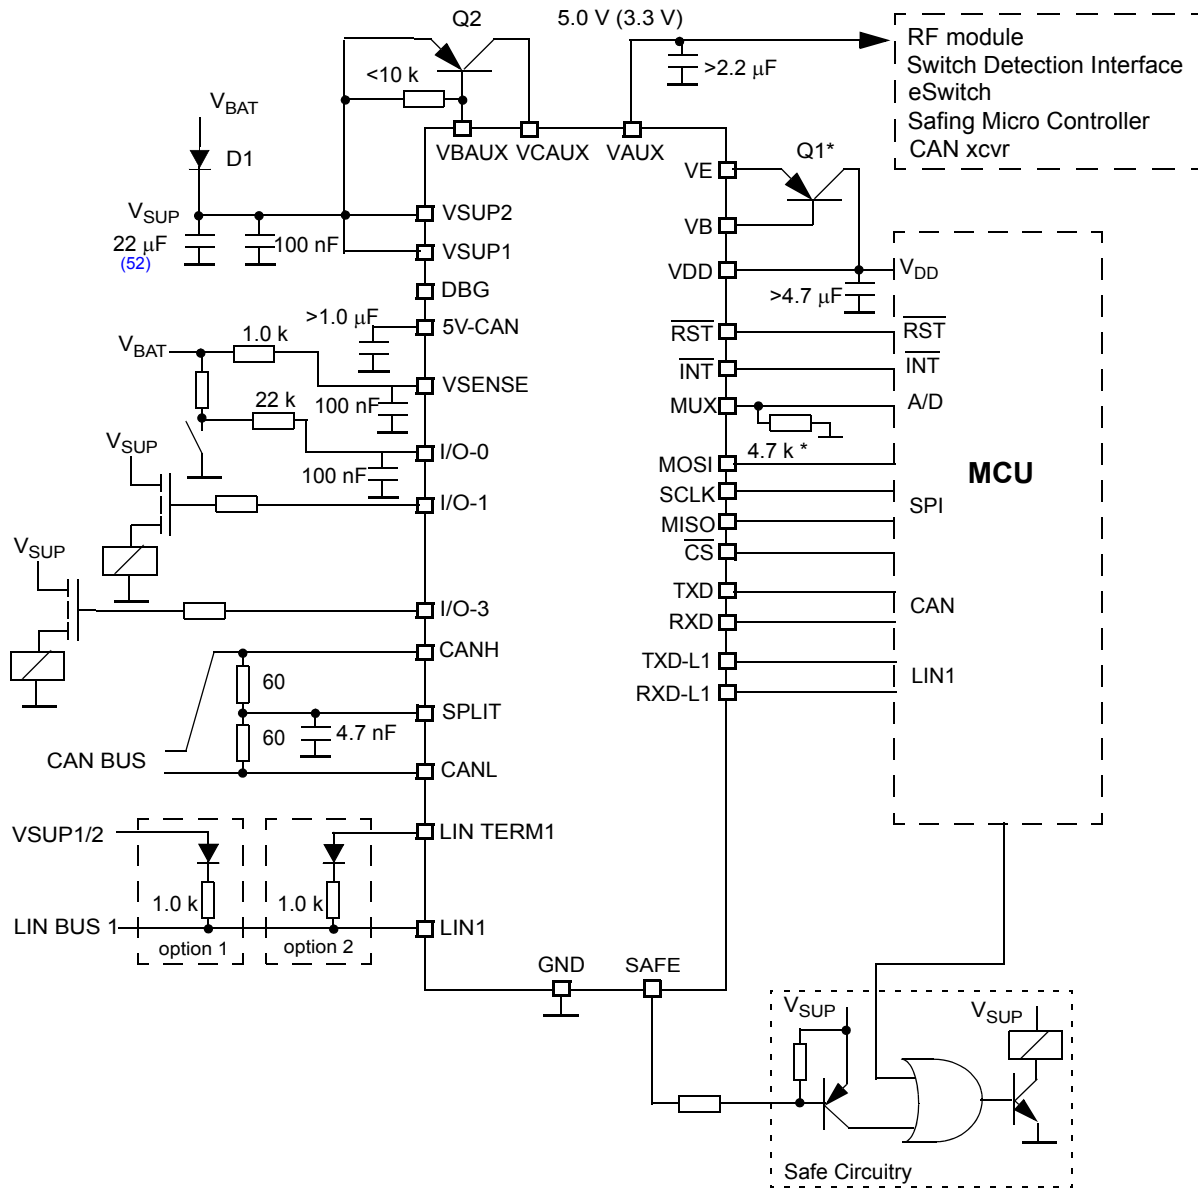 Q2
5.0 V (3.3 V)
RF module
Switch Detection Interface
eSwitch
Safing Micro Controller
CAN xcvr
>2.2 μF
<10 k
VBAT
D1
VBAUX
VCAUX
VAUX
Q1*
VE
VB
VSUP
22 μF
(52)
100 nF
VSUP2
VSUP1
DBG
>1.0 μF
5V-CAN
VDD
VDD
>4.7 μF
RST
RST
INT
INT
MUX
A/D
4.7 k *
VBAT
1.0 k
VSENSE
100 nF
22 k
I/O-0
100 nF
VSUP
I/O-1
VSUP
I/O-3
MOSI
SCLK
MISO
CS
SPI
MCU
TXD
RXD
CAN
TXD-L1
RXD-L1
LIN1
CANH
60
SPLIT
4.7 nF
60
CAN BUS
CANL
VSUP1/2
LIN TERM1
1.0 k
1.0 k
LIN BUS 1
LIN1
option 1
option 2
GND
SAFE
VSUP
VSUP
Safe Circuitry